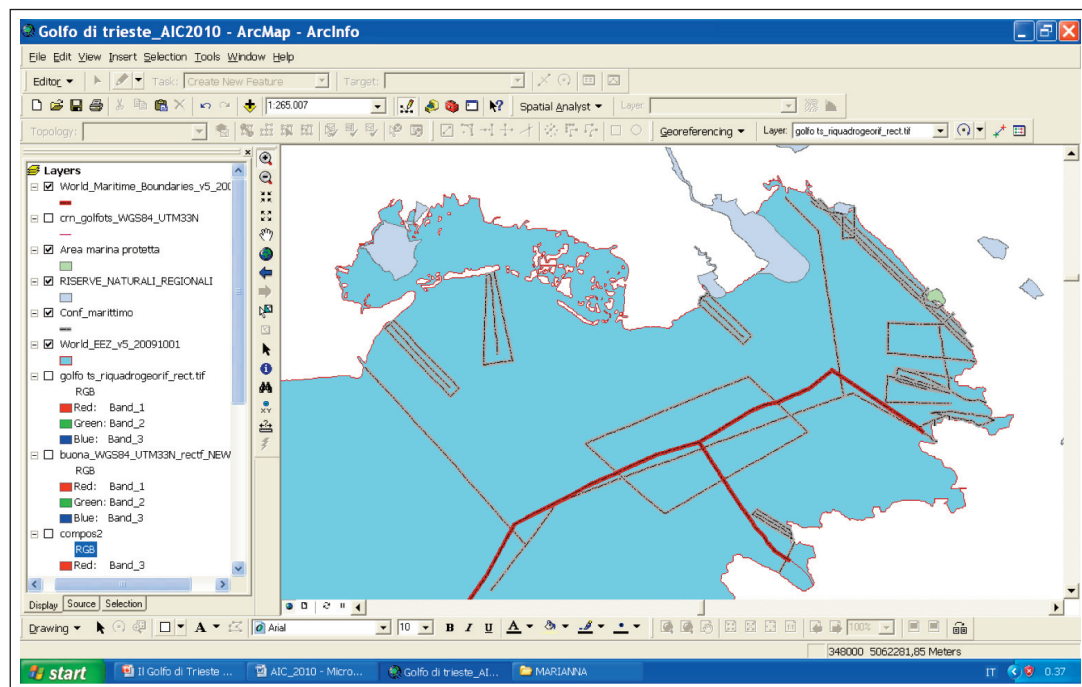 Golfo di trieste_AIC2010 - ArcMap - ArcInfo
File Edit View Insert Selection Tools Window Help
Editor Task: Create New Feature Target:
1:265.007 Spatial Analyst Layer:
Topology: Georeferencing Layer: golfo ts_riquadrogeorif_rect.tif
Layers
World_Maritime_Boundaries_v5_200
crn_golfots_WGS84_UTM33N
Area marina protetta
RISERVE_NATURALI_REGIONALI
Conf_marittimo
World_EEZ_v5_20091001
golfo ts_riquadrogeorif_rect.tif
RGB
Red: Band_1
Green: Band_2
Blue: Band_3
buona_WGS84_UTM33N_rectf_NEW
RGB
Red: Band_1
Green: Band_2
Blue: Band_3
compos2
RGB
Red: Band_3
Display Source Selection
Drawing A Arial 10 B I U A 100%
348000 5062281,85 Meters
start Il Golfo di Trieste ... AIC_2010 - Micro... Golfo di trieste_AI... MARIANNA IT 0.37